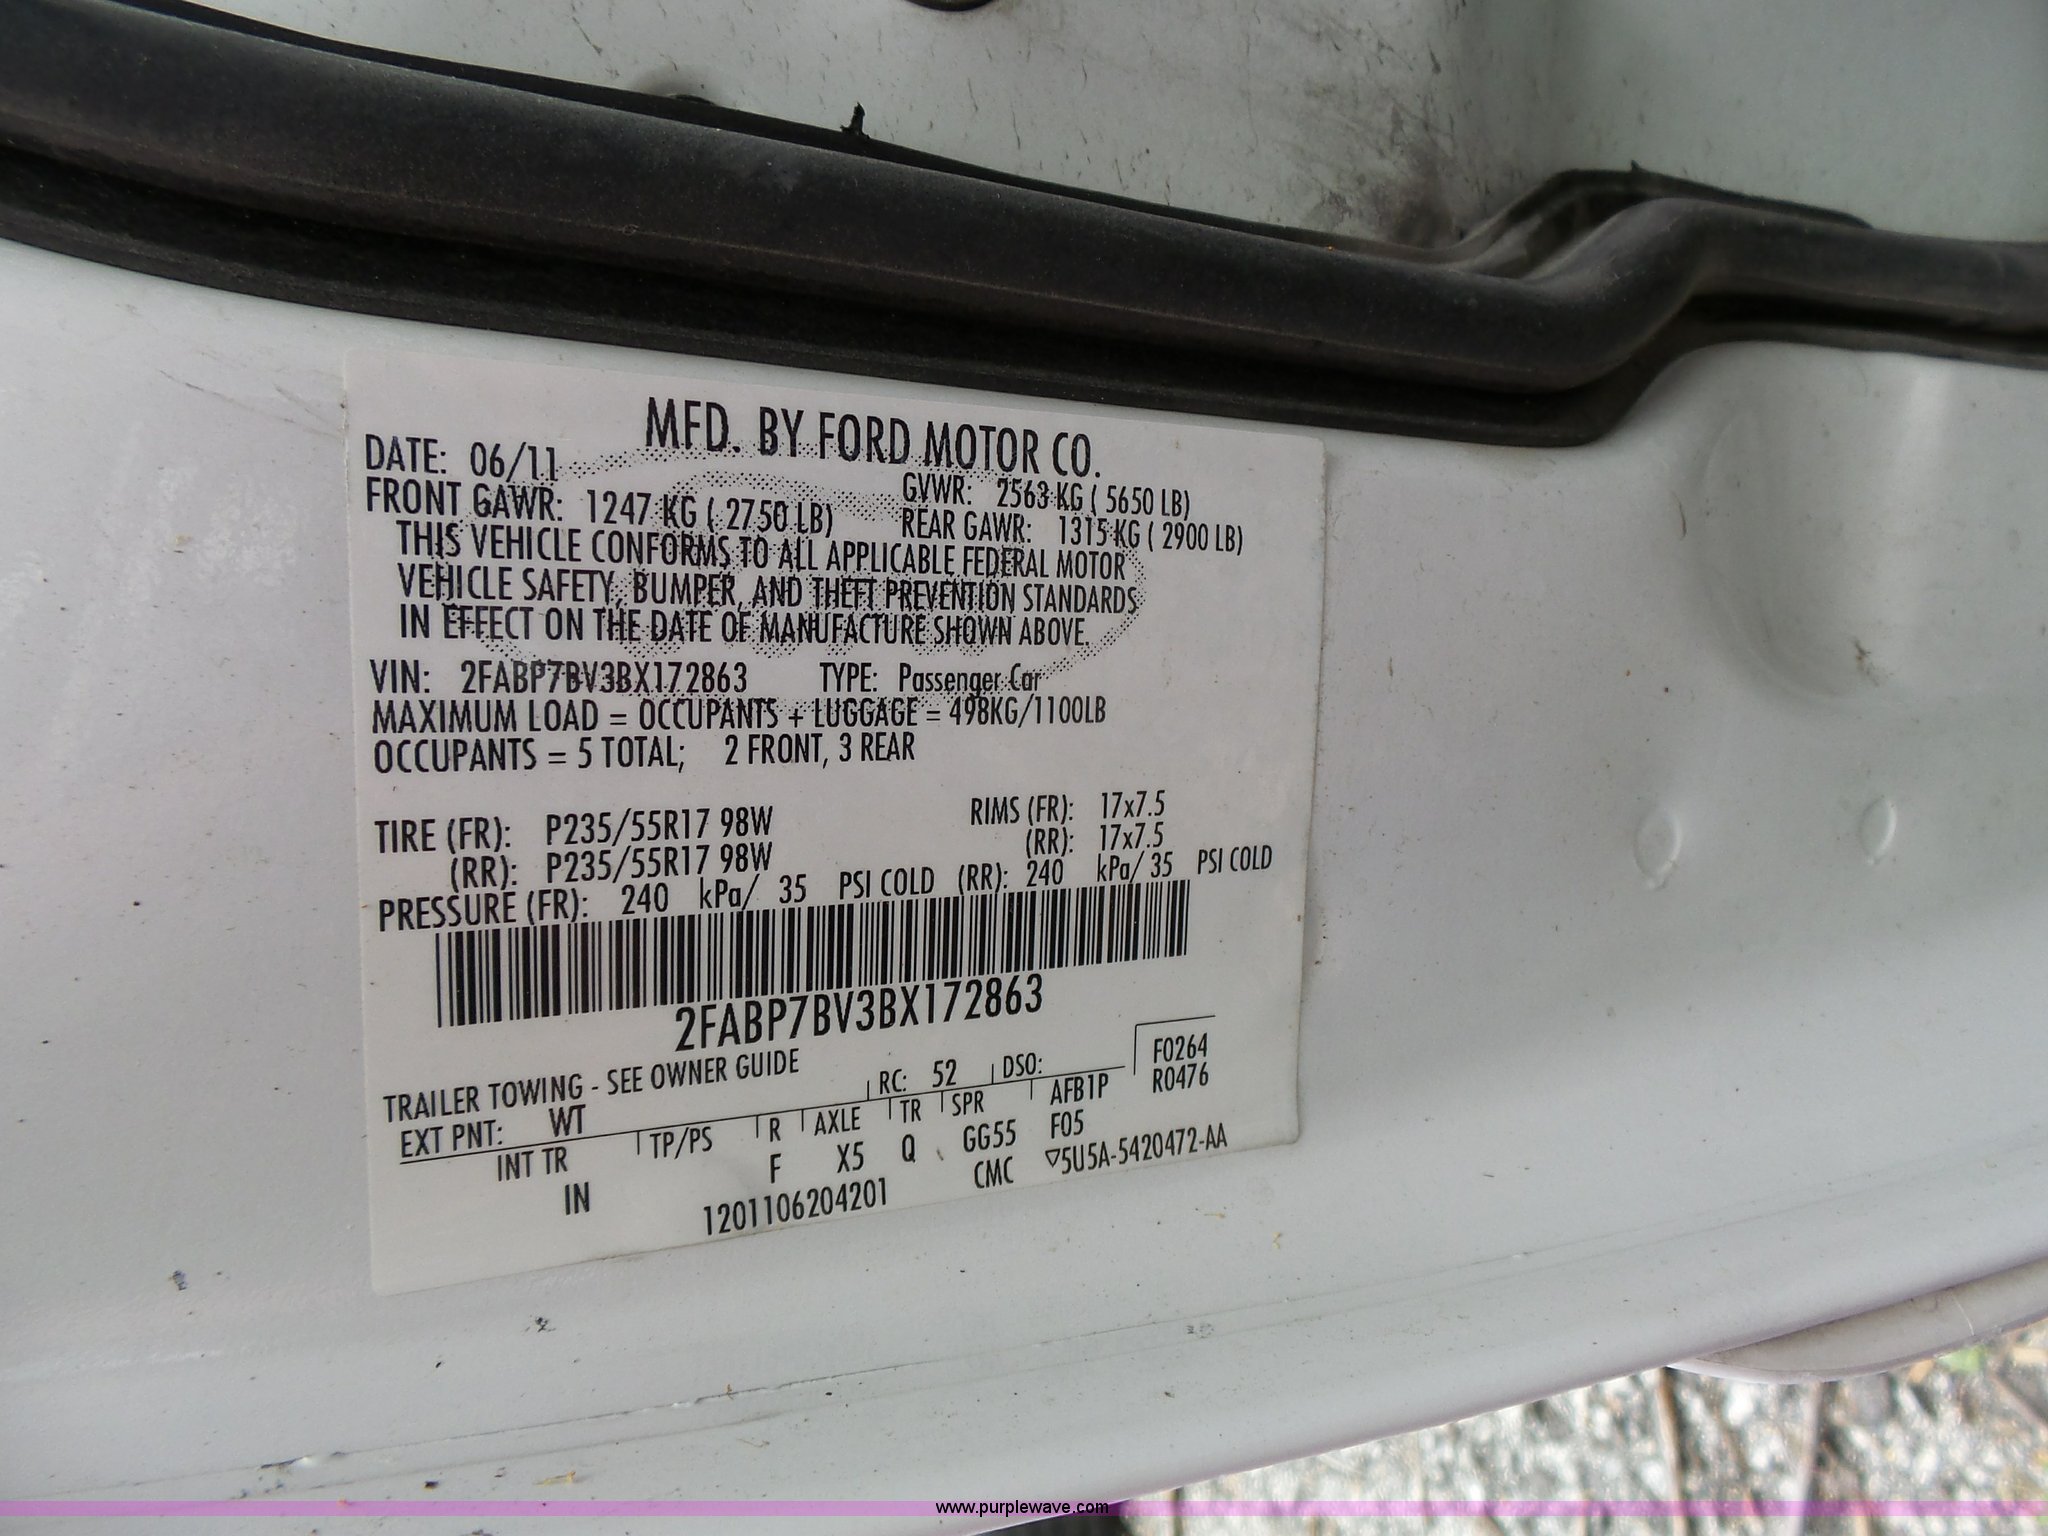 MFD. BY FORD MOTOR CO.
DATE: 06/11
GVWR: 2563 KG ( 5650 LB)
FRONT GAWR: 1247 KG ( 2750 LB) REAR GAWR: 1315 KG ( 2900 LB)
THIS VEHICLE CONFORMS TO ALL APPLICABLE FEDERAL MOTOR
VEHICLE SAFETY, BUMPER, AND THEFT PREVENTION STANDARDS
IN EFFECT ON THE DATE OF MANUFACTURE SHOWN ABOVE.
VIN: 2FABP7BV3BX172863 TYPE: Passenger Car
MAXIMUM LOAD = OCCUPANTS + LUGGAGE = 498KG/1100LB
OCCUPANTS = 5 TOTAL; 2 FRONT, 3 REAR
TIRE (FR): P235/55R17 98W RIMS (FR): 17x7.5
(RR): P235/55R17 98W (RR): 17x7.5
PRESSURE (FR): 240 kPa/ 35 PSI COLD (RR): 240 kPa/ 35 PSI COLD
2FABP7BV3BX172863
TRAILER TOWING - SEE OWNER GUIDE
EXT PNT: WT RC: 52 DSO: F0264
INT TR TP/PS R AXLE TR SPR AFB1P R0476
IN F X5 Q GG55 F05
1201106204201 CMC ▽5U5A-5420472-AA
www.purplewave.com